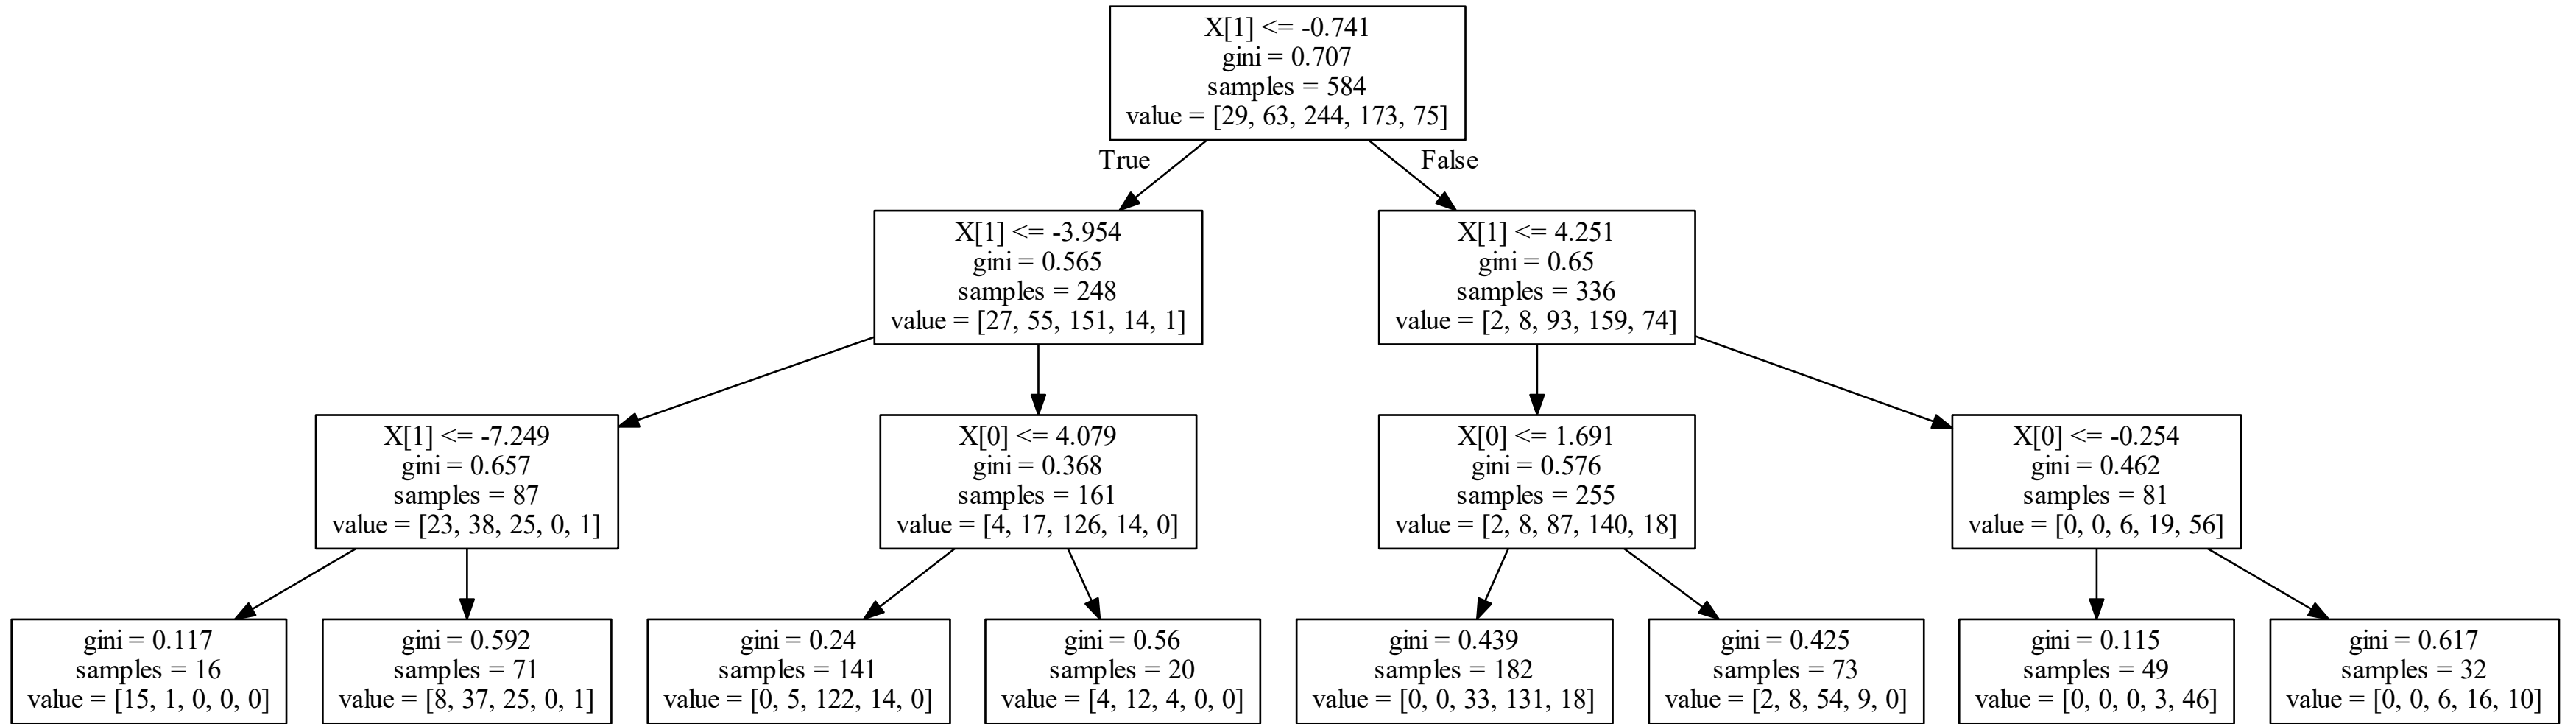 X[1] <= -0.741
gini = 0.707
samples = 584
value = [29, 63, 244, 173, 75]
True
False
X[1] <= -3.954
gini = 0.565
samples = 248
value = [27, 55, 151, 14, 1]
X[1] <= 4.251
gini = 0.65
samples = 336
value = [2, 8, 93, 159, 74]
X[1] <= -7.249
gini = 0.657
samples = 87
value = [23, 38, 25, 0, 1]
X[0] <= 4.079
gini = 0.368
samples = 161
value = [4, 17, 126, 14, 0]
X[0] <= 1.691
gini = 0.576
samples = 255
value = [2, 8, 87, 140, 18]
X[0] <= -0.254
gini = 0.462
samples = 81
value = [0, 0, 6, 19, 56]
gini = 0.117
samples = 16
value = [15, 1, 0, 0, 0]
gini = 0.592
samples = 71
value = [8, 37, 25, 0, 1]
gini = 0.24
samples = 141
value = [0, 5, 122, 14, 0]
gini = 0.56
samples = 20
value = [4, 12, 4, 0, 0]
gini = 0.439
samples = 182
value = [0, 0, 33, 131, 18]
gini = 0.425
samples = 73
value = [2, 8, 54, 9, 0]
gini = 0.115
samples = 49
value = [0, 0, 0, 3, 46]
gini = 0.617
samples = 32
value = [0, 0, 6, 16, 10]